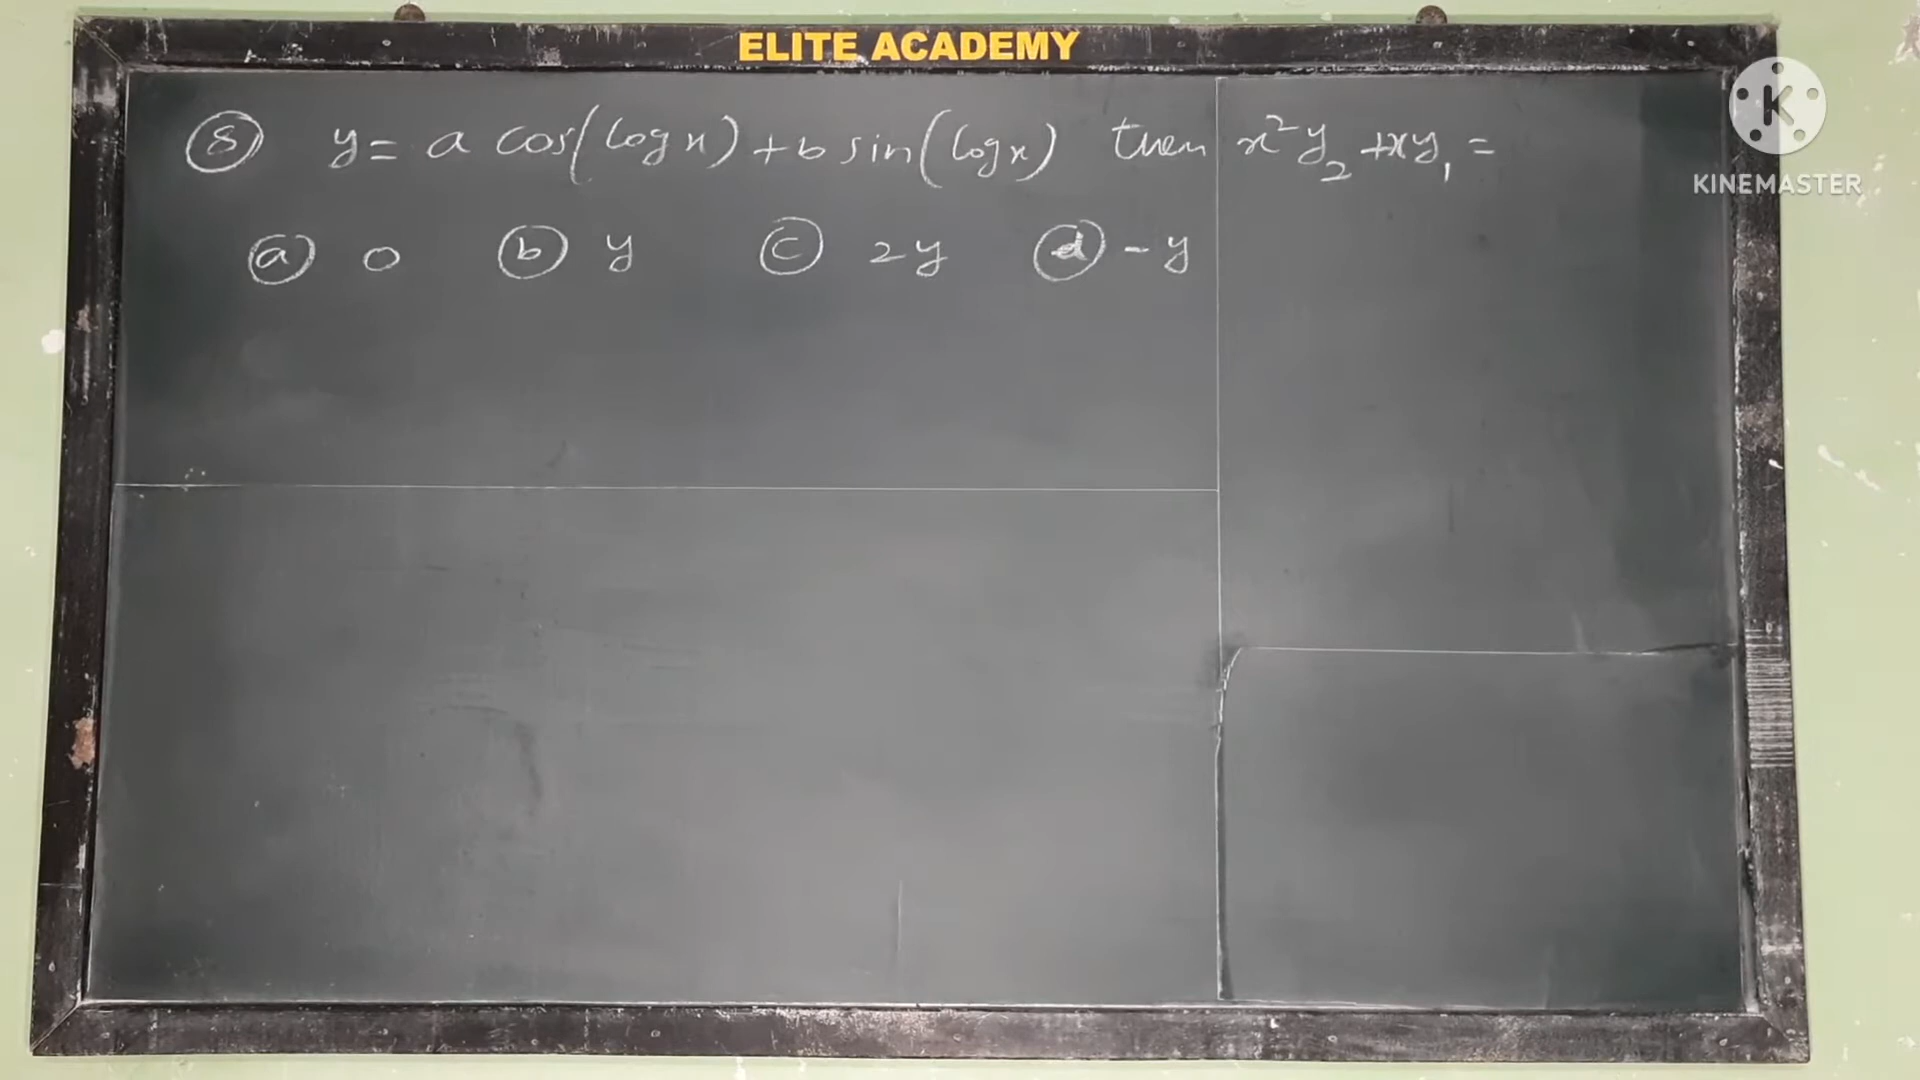 ELITE ACADEMY
⑧ y = a cos(log x) + b sin(log x) then x²y₂ + xy₁ =
ⓐ 0 ⓑ y ⓒ 2y ⓓ -y
K
KINEMASTER